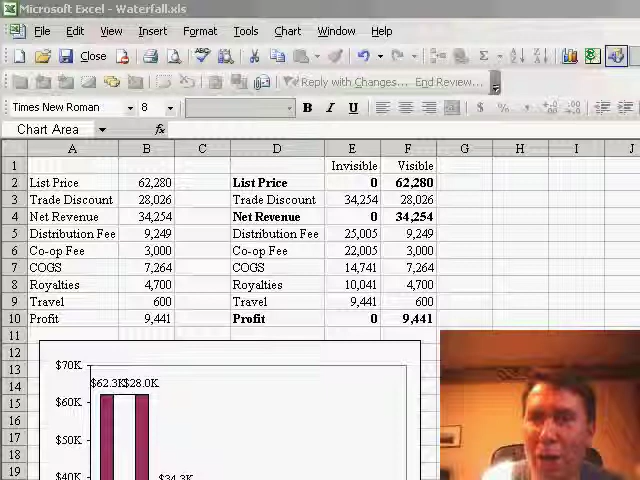 Microsoft Excel - Waterfall.xls
File Edit View Insert Format Tools Chart Window Help
Close
Reply with Changes... End Review...
Times New Roman 8 B I U $ %
Chart Area fx
A B C D E F G H I J
1 Invisible Visible
2 List Price 62,280 List Price 0 62,280
3 Trade Discount 28,026 Trade Discount 34,254 28,026
4 Net Revenue 34,254 Net Revenue 0 34,254
5 Distribution Fee 9,249 Distribution Fee 25,005 9,249
6 Co-op Fee 3,000 Co-op Fee 22,005 3,000
7 COGS 7,264 COGS 14,741 7,264
8 Royalties 4,700 Royalties 10,041 4,700
9 Travel 600 Travel 9,441 600
10 Profit 9,441 Profit 0 9,441
11
12
13 $70K
14 $62.3K $28.0K
15 $60K
16
17 $50K
18
19 $40K $34.3K